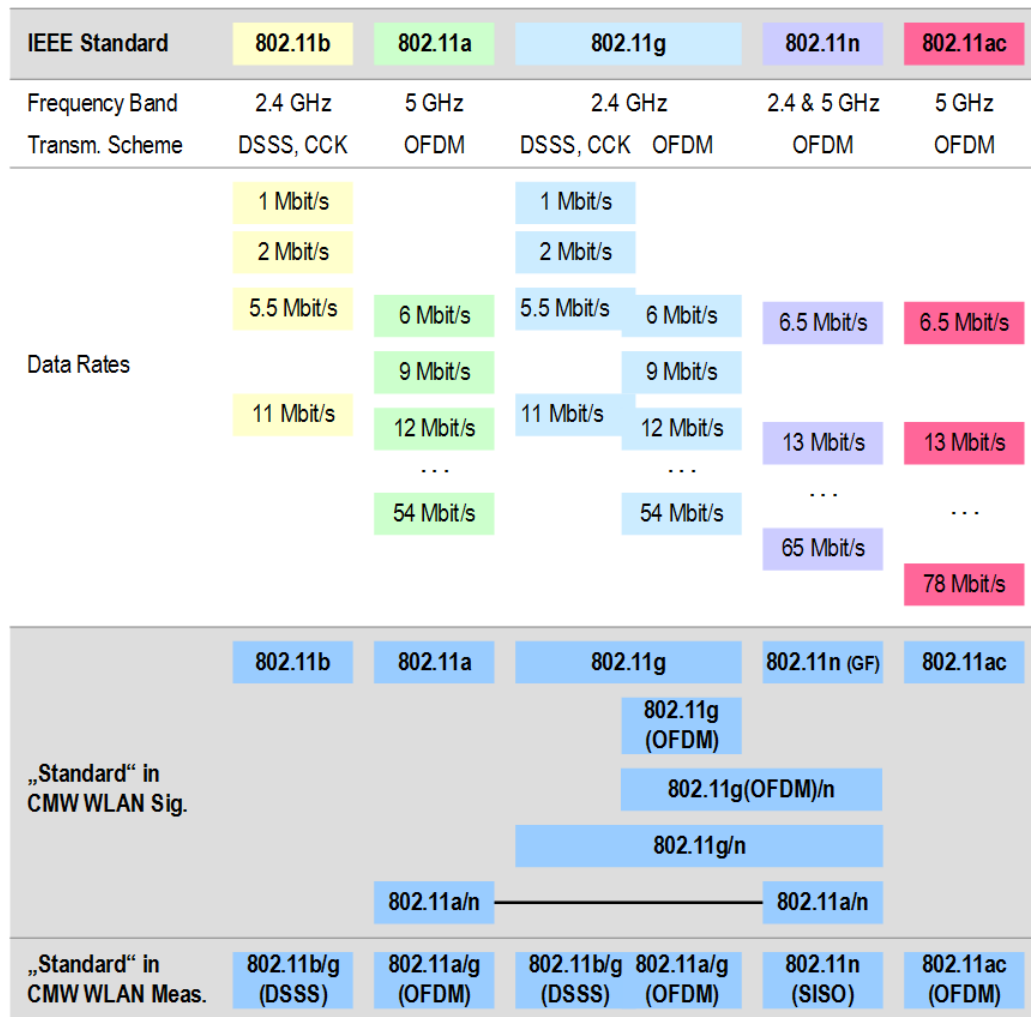 IEEE Standard 802.11b 802.11a 802.11g 802.11n 802.11ac
Frequency Band 2.4 GHz 5 GHz 2.4 GHz 2.4 & 5 GHz 5 GHz
Transm. Scheme DSSS, CCK OFDM DSSS, CCK OFDM OFDM OFDM
1 Mbit/s 1 Mbit/s
2 Mbit/s 2 Mbit/s
5.5 Mbit/s 6 Mbit/s 5.5 Mbit/s 6 Mbit/s 6.5 Mbit/s 6.5 Mbit/s
Data Rates 9 Mbit/s 9 Mbit/s
11 Mbit/s 12 Mbit/s 11 Mbit/s 12 Mbit/s 13 Mbit/s 13 Mbit/s
. . . . . . . . . . . .
54 Mbit/s 54 Mbit/s
65 Mbit/s
78 Mbit/s
802.11b 802.11a 802.11g 802.11n (GF) 802.11ac
802.11g
(OFDM)
„Standard“ in
CMW WLAN Sig.
802.11g(OFDM)/n
802.11g/n
802.11a/n 802.11a/n
„Standard“ in 802.11b/g 802.11a/g 802.11b/g 802.11a/g 802.11n 802.11ac
CMW WLAN Meas. (DSSS) (OFDM) (DSSS) (OFDM) (SISO) (OFDM)